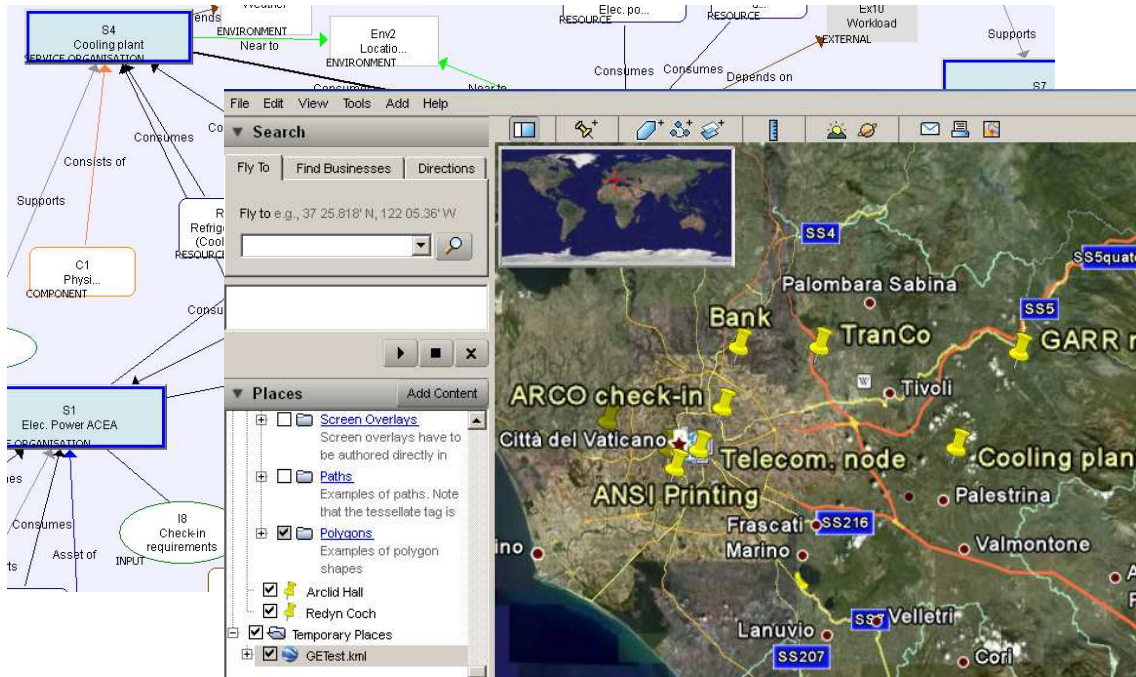 S4
Cooling plant
SERVICE ORGANISATION
ENVIRONMENT
Near to
Env2
Locatio...
ENVIRONMENT
Elec. po...
RESOURCE
RESOURCE
Ex10
Workload
EXTERNAL
Supports
Consumes
Consumes
Depends on
S7
Consumes
Consists of
Supports
C1
Physi...
COMPONENT
S1
Elec. Power ACEA
Consumes
Asset of
I8
Check-in
requirements
INPUT
File Edit View Tools Add Help
Search
Fly To Find Businesses Directions
Fly to e.g., 37 25.818' N, 122 05.36' W
Places Add Content
Screen Overlays
Screen overlays have to
be authored directly in
Paths
Examples of paths. Note
that the tessellate tag is
Polygons
Examples of polygon
shapes
Arclid Hall
Redyn Coch
Temporary Places
GETest.kml
SS4
SS5quate
Palombara Sabina
SS5
Bank
TranCo
GARR
W
Tivoli
ARCO check-in
Città del Vaticano
Telecom. node
Cooling plan
ANSI Printing
Palestrina
Frascati
SS216
Marino
Valmontone
Velletri
Lanuvio
SS207
Cori